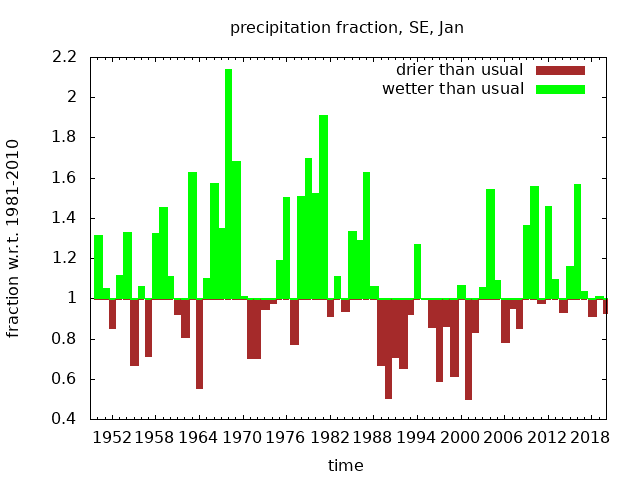 precipitation fraction, SE, Jan
drier than usual
wetter than usual
fraction w.r.t. 1981-2010
2.2
2
1.8
1.6
1.4
1.2
1
0.8
0.6
0.4
1952 1958 1964 1970 1976 1982 1988 1994 2000 2006 2012 2018
time